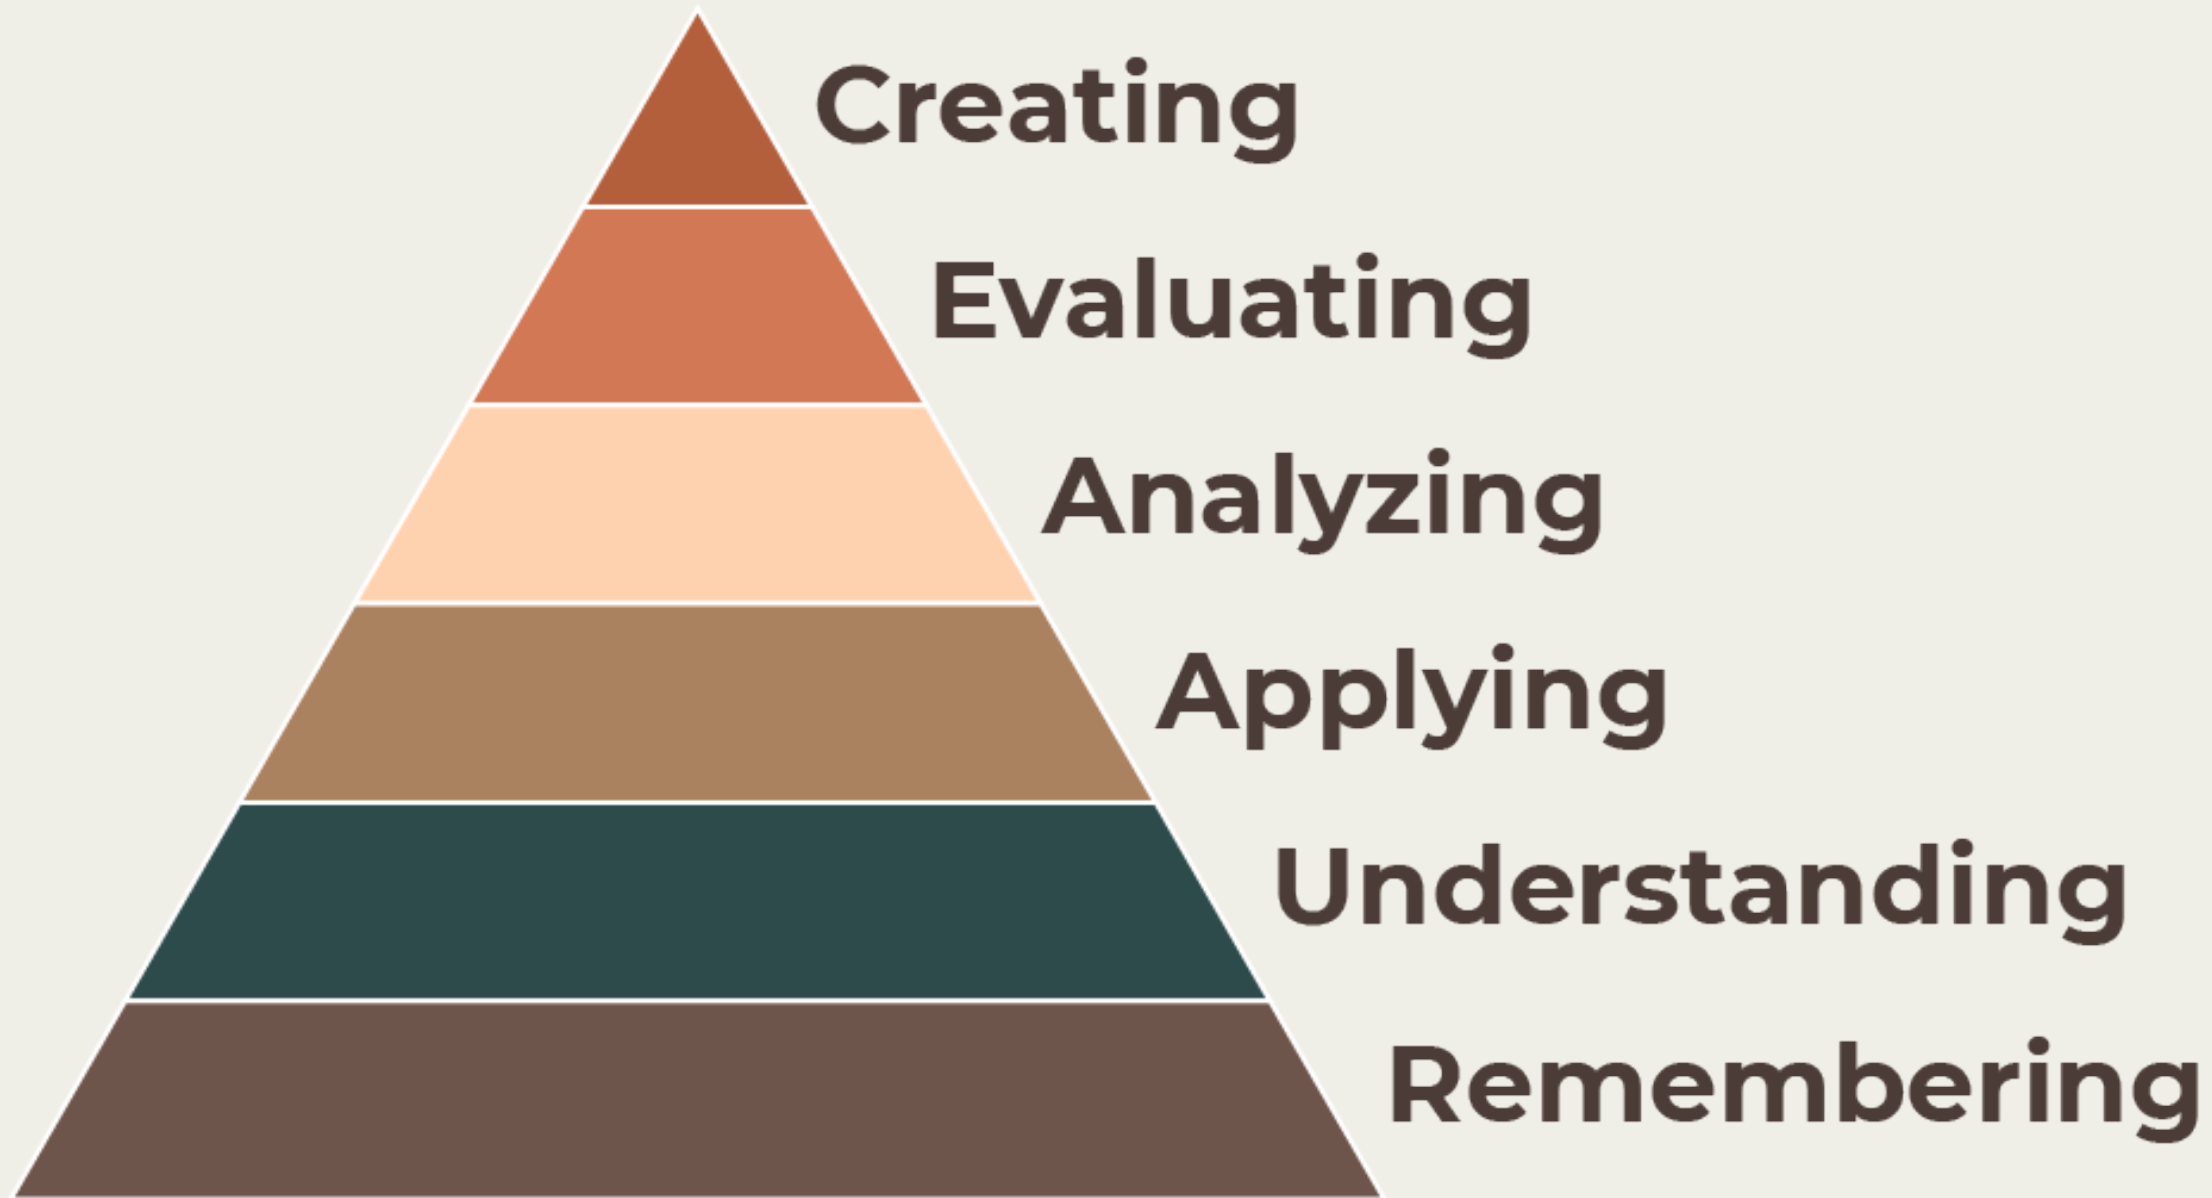 Creating
Evaluating
Analyzing
Applying
Understanding
Remembering